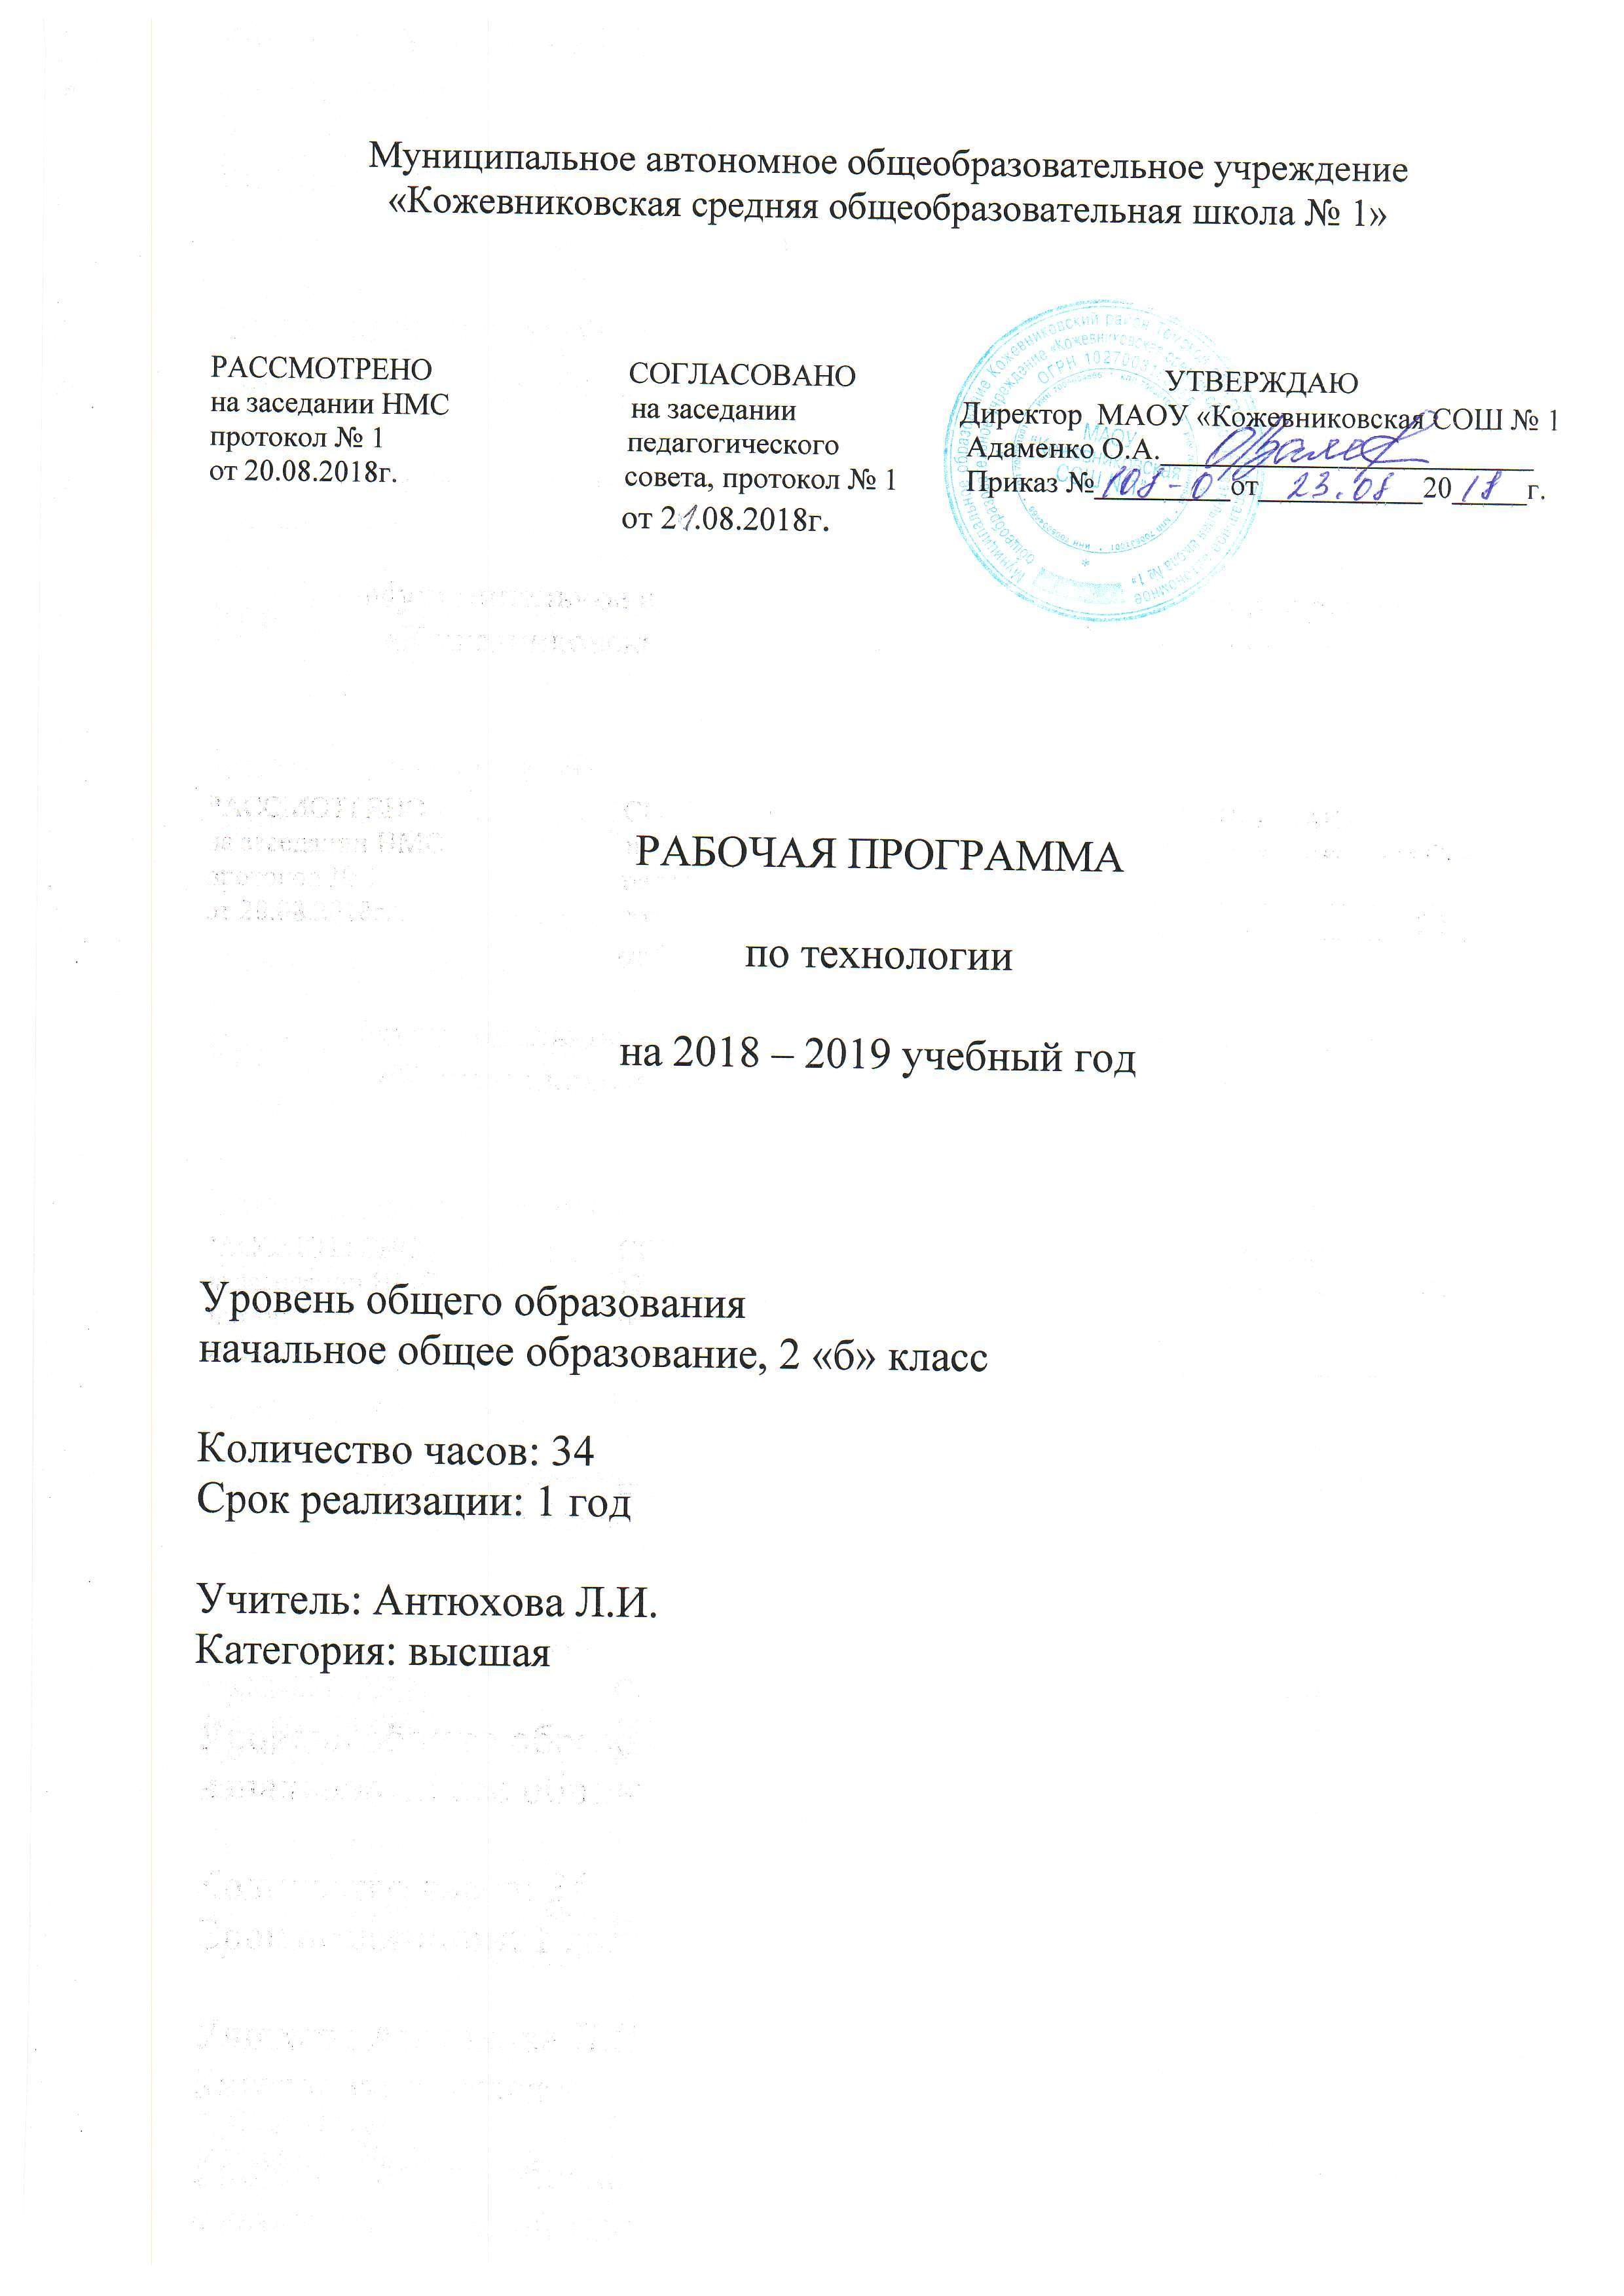 Муниципальное автономное общеобразовательное учреждение
«Кожевниковская средняя общеобразовательная школа № 1»
РАССМОТРЕНО
на заседании НМС
протокол № 1
от 20.08.2018г.
СОГЛАСОВАНО
на заседании
педагогического
совета, протокол № 1
от 21.08.2018г.
УТВЕРЖДАЮ
Директор МАОУ «Кожевниковская СОШ № 1
Адаменко О.А.
Приказ № 108-О от 23.08 2018 г.
МАОУ
РАБОЧАЯ ПРОГРАММА
по технологии
на 2018 – 2019 учебный год
Уровень общего образования
начальное общее образование, 2 «б» класс
Количество часов: 34
Срок реализации: 1 год
Учитель: Антюхова Л.И.
Категория: высшая